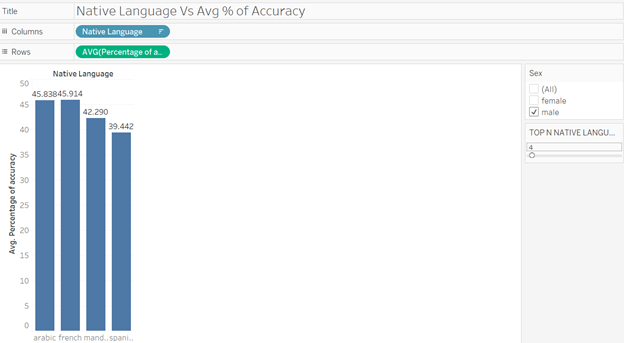 Title
Native Language Vs Avg % of Accuracy
Columns
Native Language
Rows
AVG(Percentage of a..
Native Language
50
45
40
35
30
25
20
15
10
5
0
Avg. Percentage of accuracy
45.838 45.914
42.290
39.442
arabic french mand.. spani..
Sex
(All)
female
male
TOP N NATIVE LANGU...
4